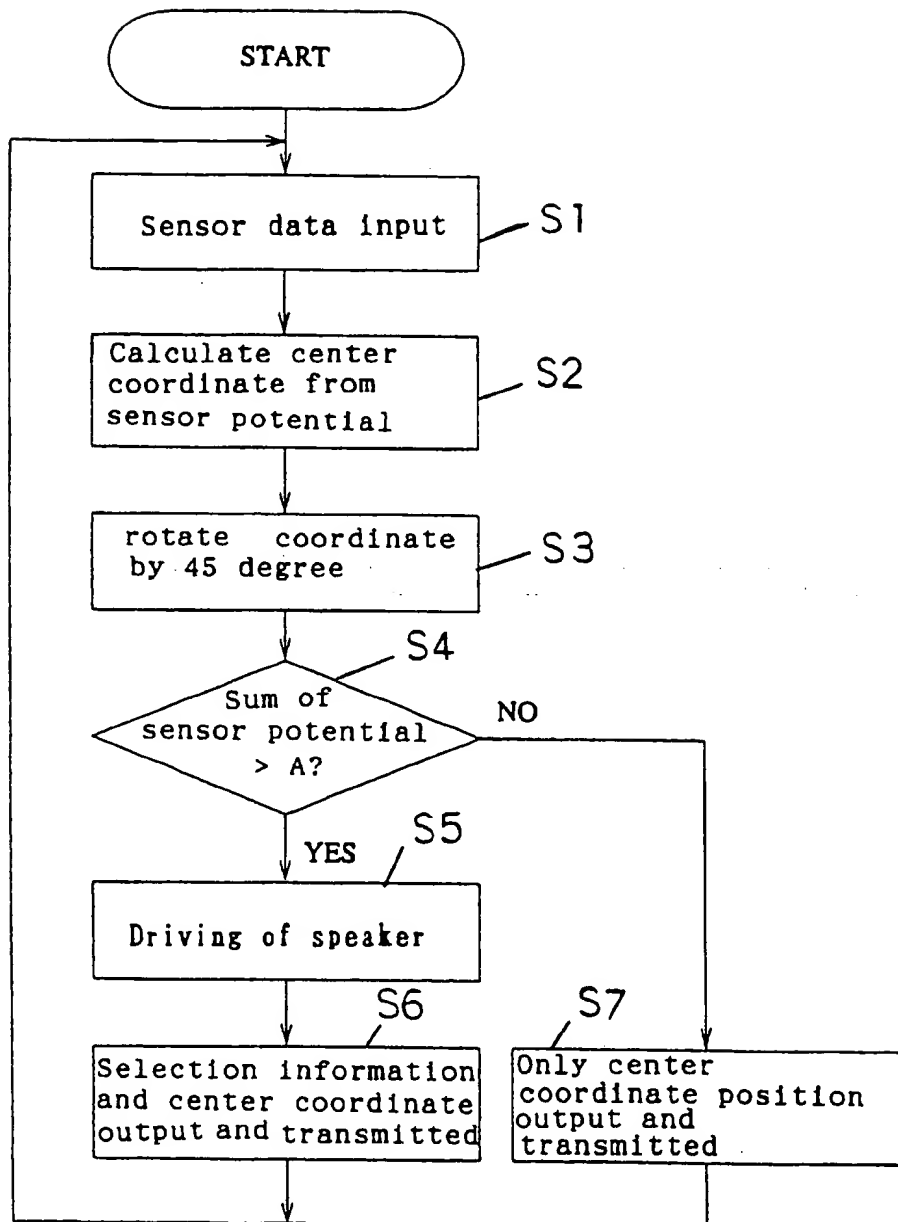 START
Sensor data input
S1
Calculate center
coordinate from
sensor potential
S2
rotate coordinate
by 45 degree
S3
S4
Sum of
sensor potential
> A?
NO
YES
S5
Driving of speaker
S6
Selection information
and center coordinate
output and transmitted
S7
Only center
coordinate position
output and
transmitted